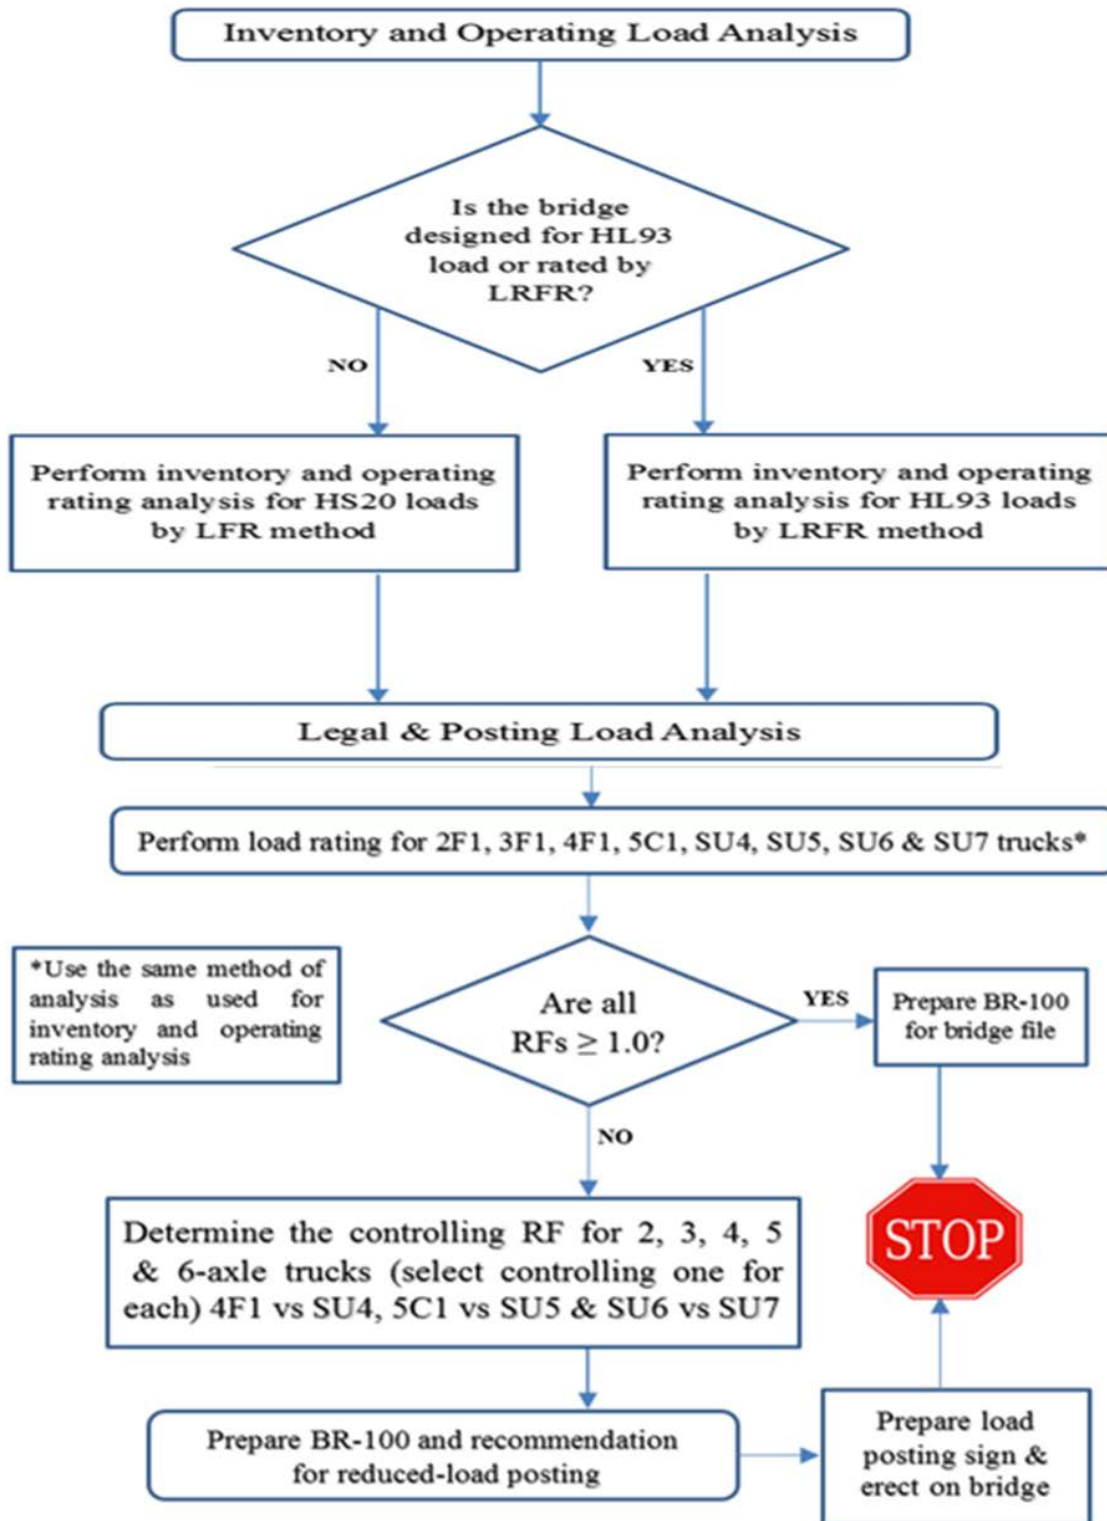 Inventory and Operating Load Analysis
Is the bridge
designed for HL93
load or rated by
LRFR?
NO
YES
Perform inventory and operating
rating analysis for HS20 loads
by LFR method
Perform inventory and operating
rating analysis for HL93 loads
by LRFR method
Legal & Posting Load Analysis
Perform load rating for 2F1, 3F1, 4F1, 5C1, SU4, SU5, SU6 & SU7 trucks*
*Use the same method of
analysis as used for
inventory and operating
rating analysis
Are all
RFs ≥ 1.0?
YES
Prepare BR-100
for bridge file
NO
Determine the controlling RF for 2, 3, 4, 5
& 6-axle trucks (select controlling one for
each) 4F1 vs SU4, 5C1 vs SU5 & SU6 vs SU7
STOP
Prepare BR-100 and recommendation
for reduced-load posting
Prepare load
posting sign &
erect on bridge